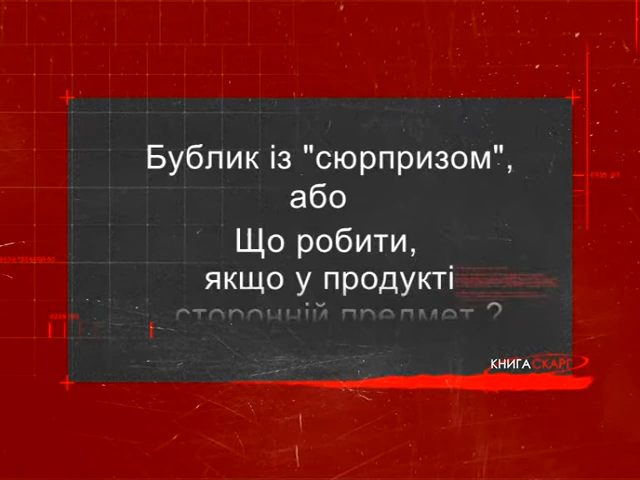 Бублик із "сюрпризом",
або
Що робити,
якщо у продукті
сторонній предмет ?
КНИГАСКАРГ